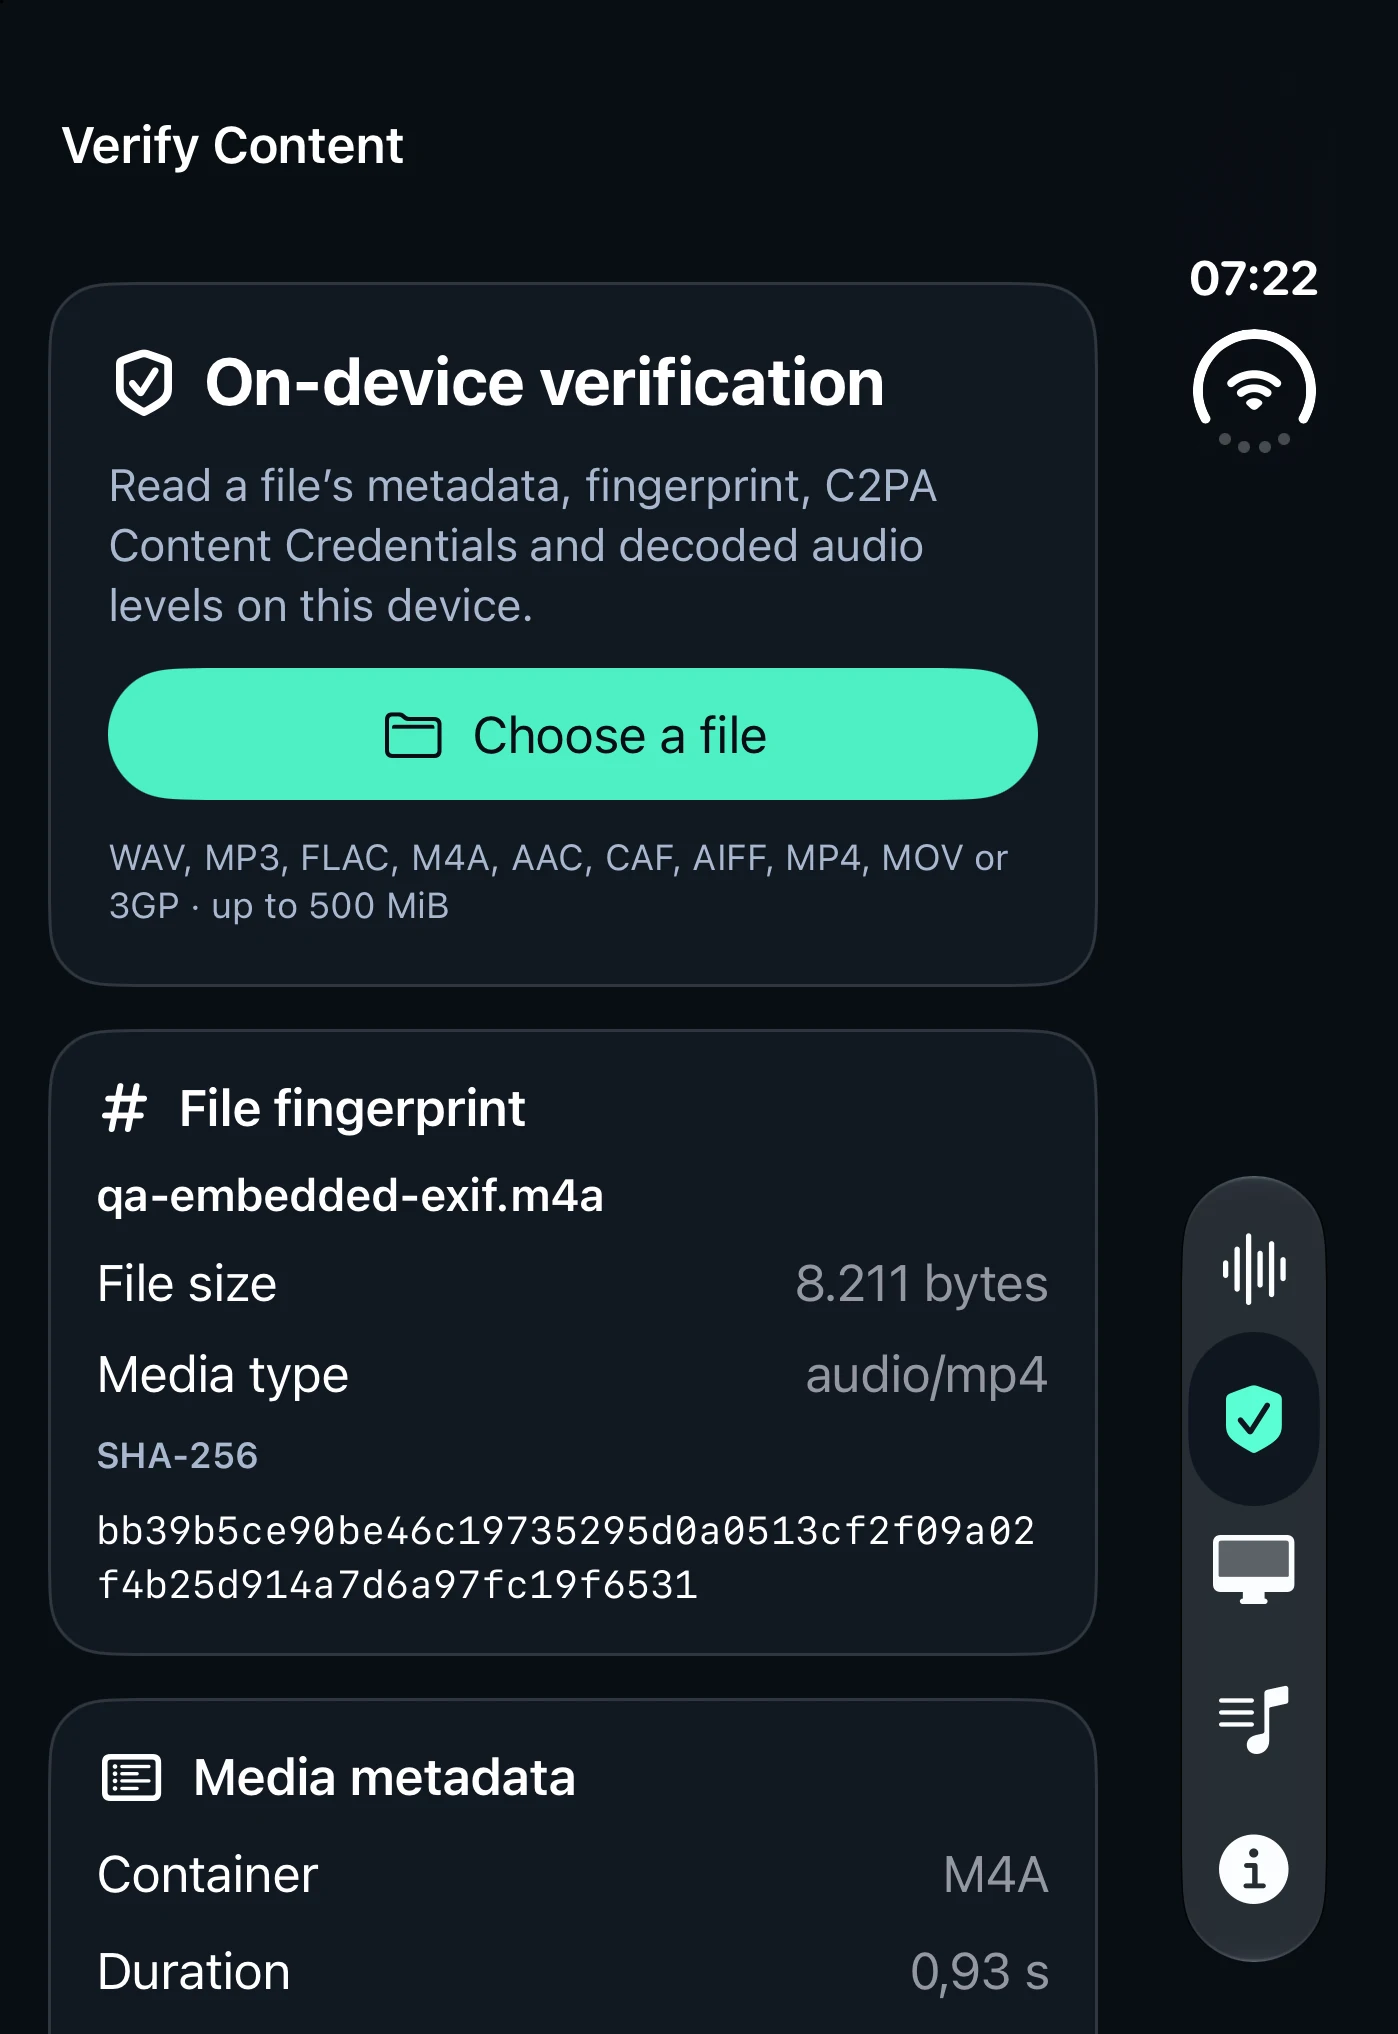 Verify Content
07:22
On-device verification
Read a file’s metadata, fingerprint, C2PA
Content Credentials and decoded audio
levels on this device.
Choose a file
WAV, MP3, FLAC, M4A, AAC, CAF, AIFF, MP4, MOV or
3GP · up to 500 MiB
# File fingerprint
qa-embedded-exif.m4a
File size 8.211 bytes
Media type audio/mp4
SHA-256
bb39b5ce90be46c19735295d0a0513cf2f09a02
f4b25d914a7d6a97fc19f6531
Media metadata
Container M4A
Duration 0,93 s